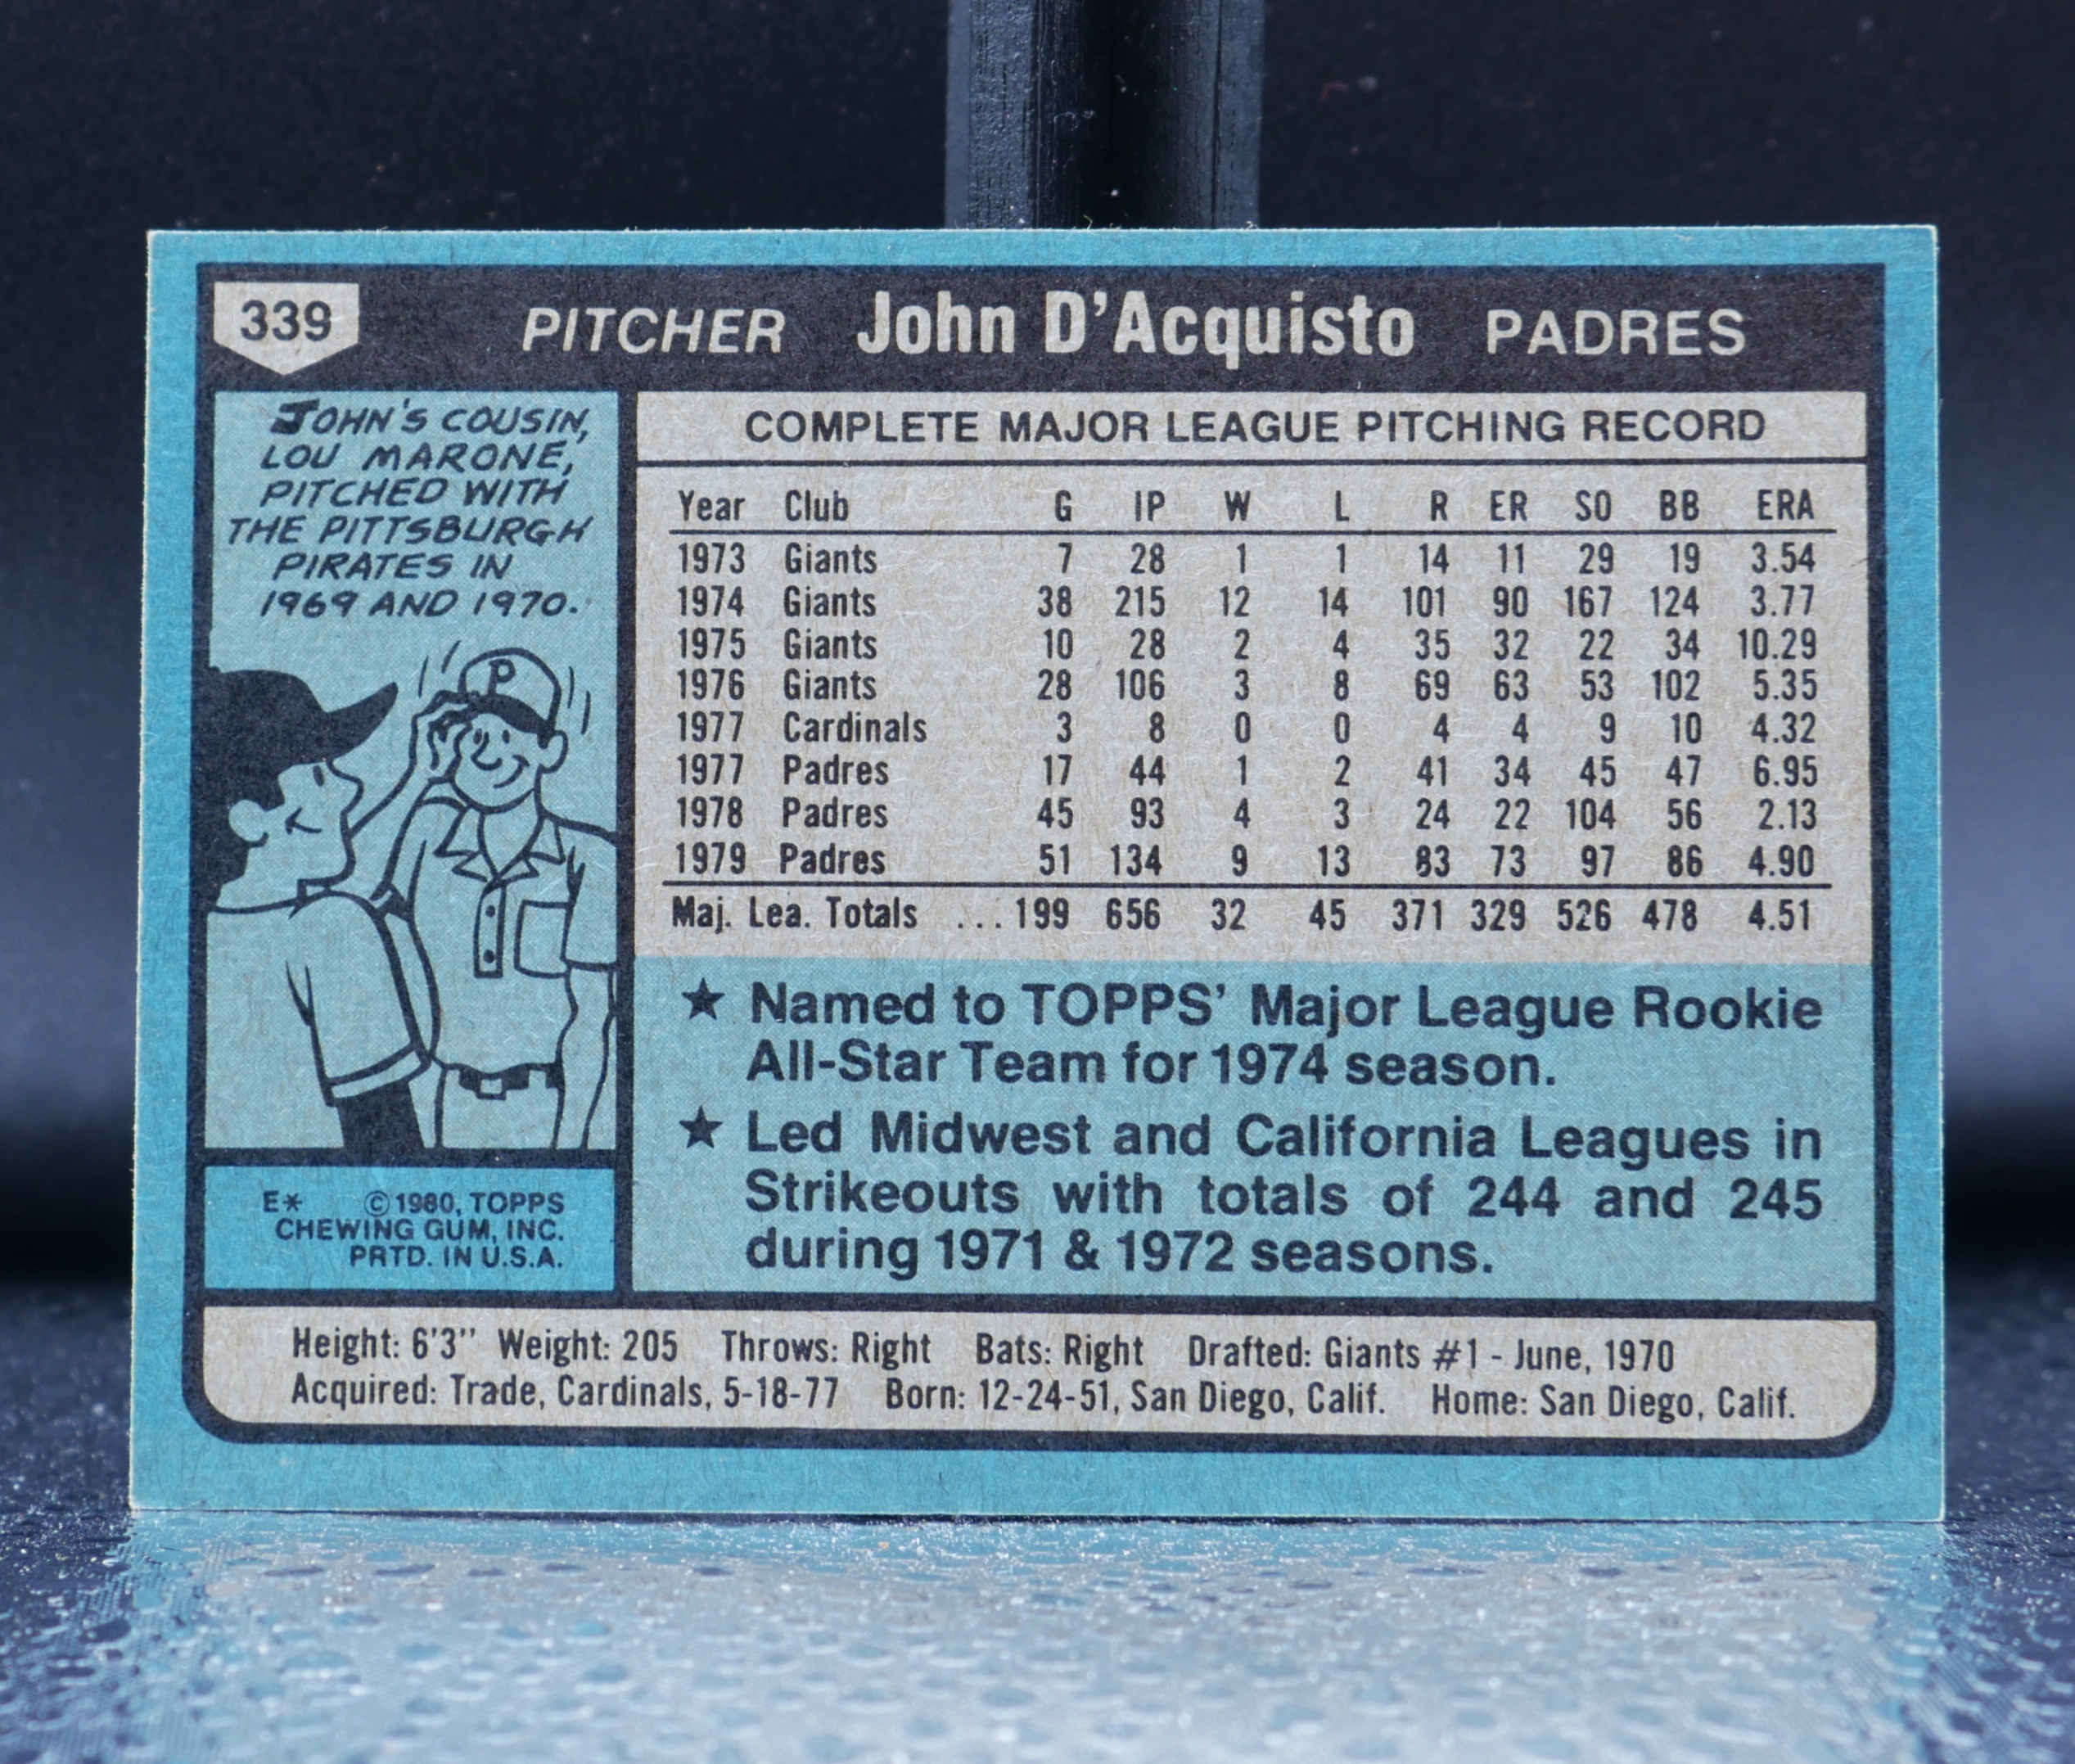 339 PITCHER John D'Acquisto PADRES
JOHN'S COUSIN,
LOU MARONE,
PITCHED WITH
THE PITTSBURGH
PIRATES IN
1969 AND 1970.
P
E* ©1980, TOPPS
CHEWING GUM, INC.
PRTD. IN U.S.A.
COMPLETE MAJOR LEAGUE PITCHING RECORD
Year Club G IP W L R ER SO BB ERA
1973 Giants 7 28 1 1 14 11 29 19 3.54
1974 Giants 38 215 12 14 101 90 167 124 3.77
1975 Giants 10 28 2 4 35 32 22 34 10.29
1976 Giants 28 106 3 8 69 63 53 102 5.35
1977 Cardinals 3 8 0 0 4 4 9 10 4.32
1977 Padres 17 44 1 2 41 34 45 47 6.95
1978 Padres 45 93 4 3 24 22 104 56 2.13
1979 Padres 51 134 9 13 83 73 97 86 4.90
Maj. Lea. Totals ... 199 656 32 45 371 329 526 478 4.51
★ Named to TOPPS' Major League Rookie
All-Star Team for 1974 season.
★ Led Midwest and California Leagues in
Strikeouts with totals of 244 and 245
during 1971 & 1972 seasons.
Height: 6'3" Weight: 205 Throws: Right Bats: Right Drafted: Giants #1 - June, 1970
Acquired: Trade, Cardinals, 5-18-77 Born: 12-24-51, San Diego, Calif. Home: San Diego, Calif.